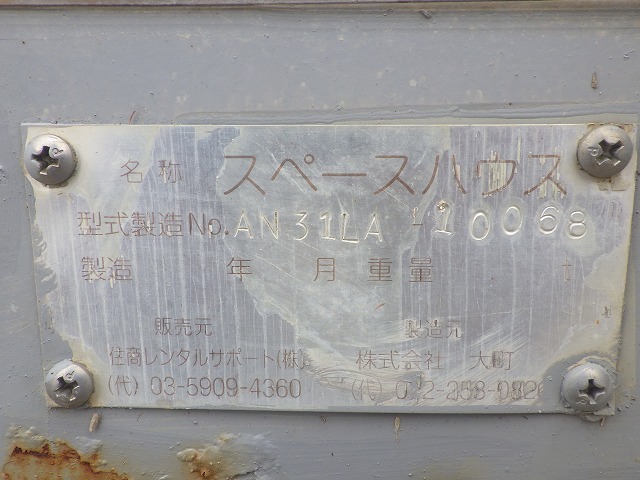 名称 スペースハウス
型式製造No. AN31LA-10068
製造 年 月 重量 t
販売元 製造元
住商レンタルサポート(株) 株式会社 大町
(代) 03-5909-4360 (代)